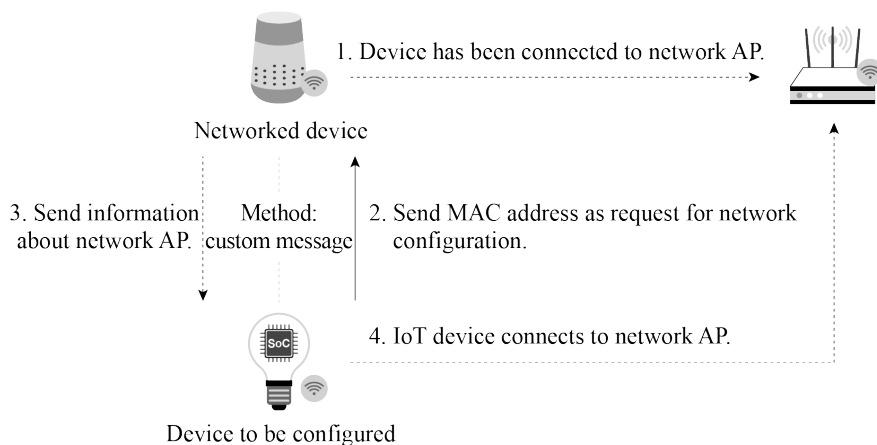 1. Device has been connected to network AP.
Networked device
3. Send information
about network AP.
Method:
custom message
2. Send MAC address as request for network
configuration.
SoC
4. IoT device connects to network AP.
Device to be configured